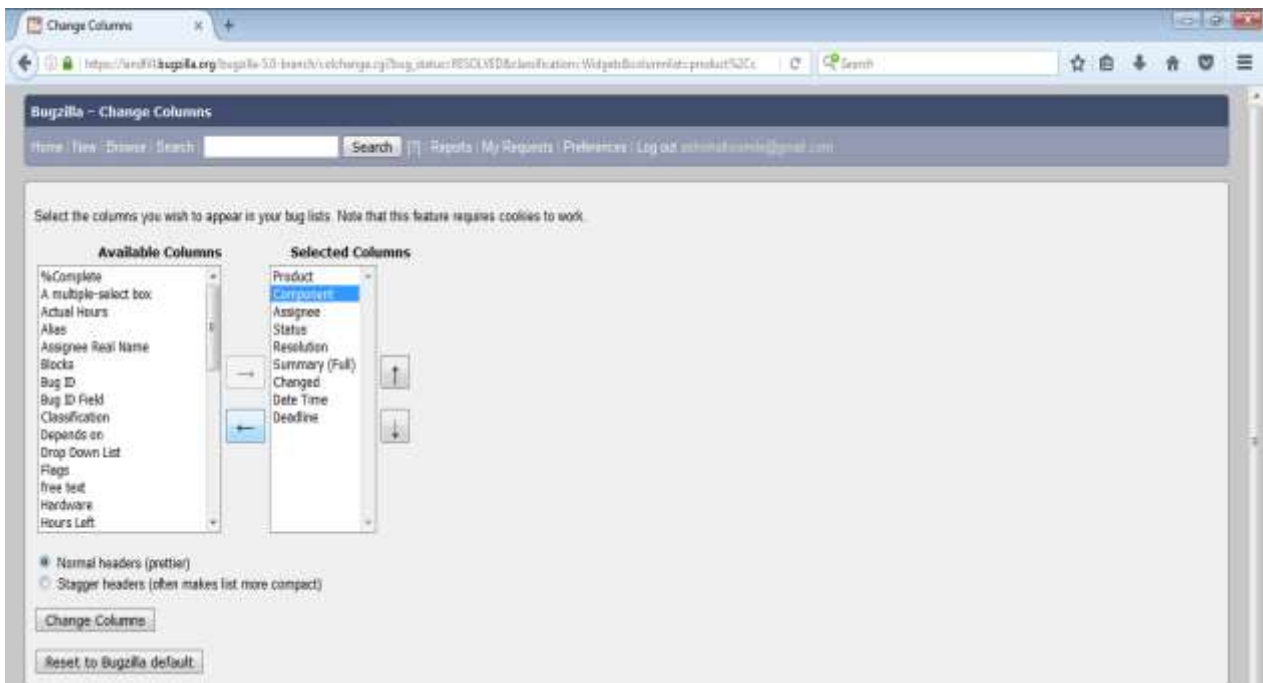 Change Columns
Search
Bugzilla – Change Columns
Home | New | Browse | Search | Search [?] | Reports | My Requests | Preferences | Log out
Select the columns you wish to appear in your bug lists. Note that this feature requires cookies to work.
Available Columns
%Complete
A multiple-select box
Actual Hours
Alias
Assignee Real Name
Blocks
Bug ID
Bug ID Field
Classification
Depends on
Drop Down List
Flags
free text
Hardware
Hours Left
→
←
Selected Columns
Product
Component
Assignee
Status
Resolution
Summary (Full)
Changed
Date Time
Deadline
↑
↓
Normal headers (prettier)
Stagger headers (often makes list more compact)
Change Columns
Reset to Bugzilla default